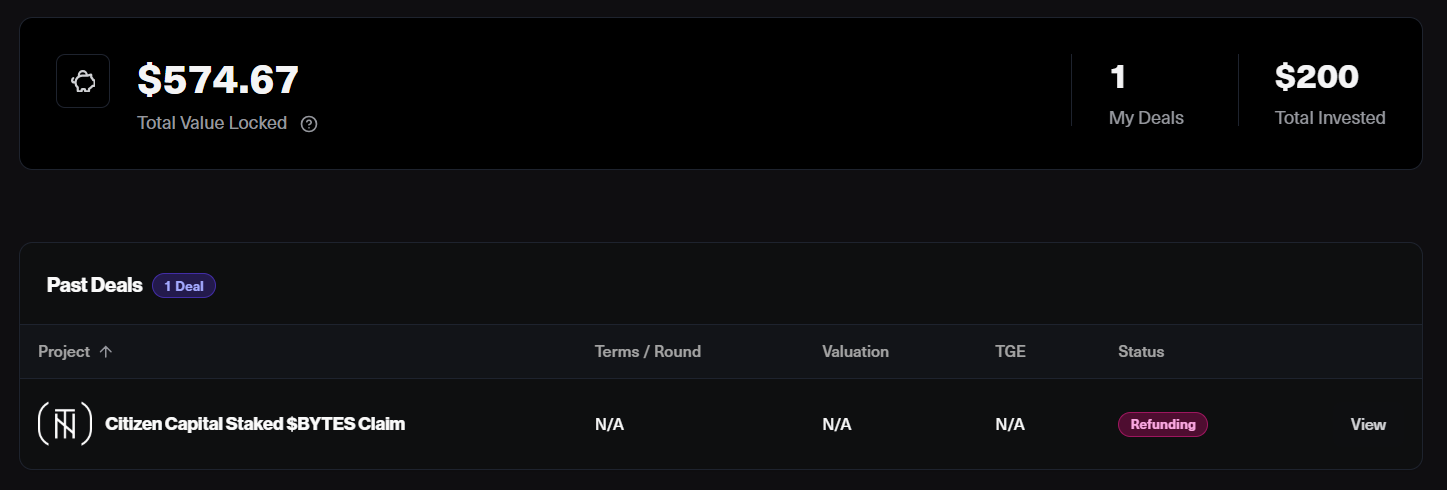 $574.67
Total Value Locked
1
My Deals
$200
Total Invested
Past Deals 1 Deal
Project ↑ Terms / Round Valuation TGE Status
Citizen Capital Staked $BYTES Claim N/A N/A N/A Refunding View